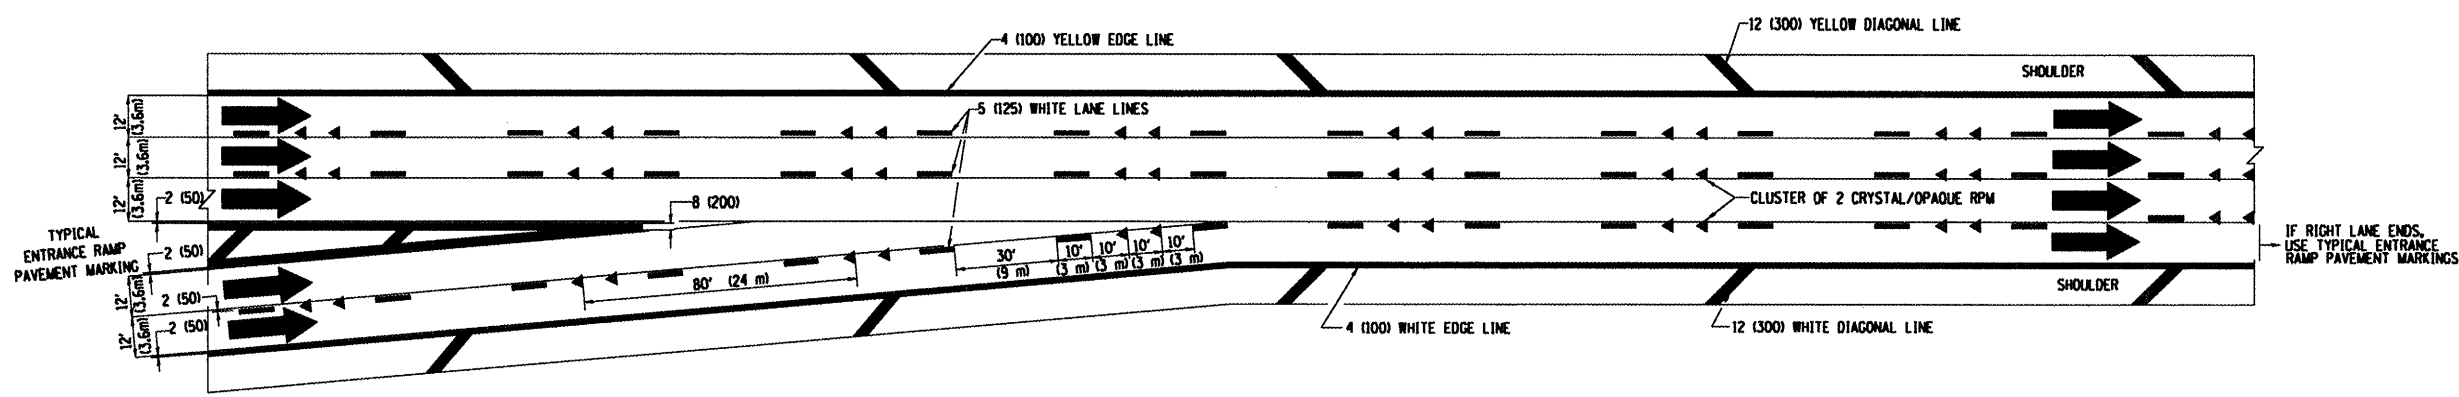 12 (300) YELLOW DIAGONAL LINE
4 (100) YELLOW EDGE LINE
SHOULDER
5 (125) WHITE LANE LINES
12'
(3.6m)
12'
(3.6m)
12'
(3.6m)
2 (50)
8 (200)
CLUSTER OF 2 CRYSTAL/OPAQUE RPM
TYPICAL
ENTRANCE RAMP
PAVEMENT MARKING
2 (50)
IF RIGHT LANE ENDS,
USE TYPICAL ENTRANCE
RAMP PAVEMENT MARKINGS
30'
(9 m)
10'
(3 m)
10'
(3 m)
10'
(3 m)
10'
(3 m)
80' (24 m)
SHOULDER
12'
(3.6m)
2 (50)
12'
(3.6m)
2 (50)
4 (100) WHITE EDGE LINE
12 (300) WHITE DIAGONAL LINE